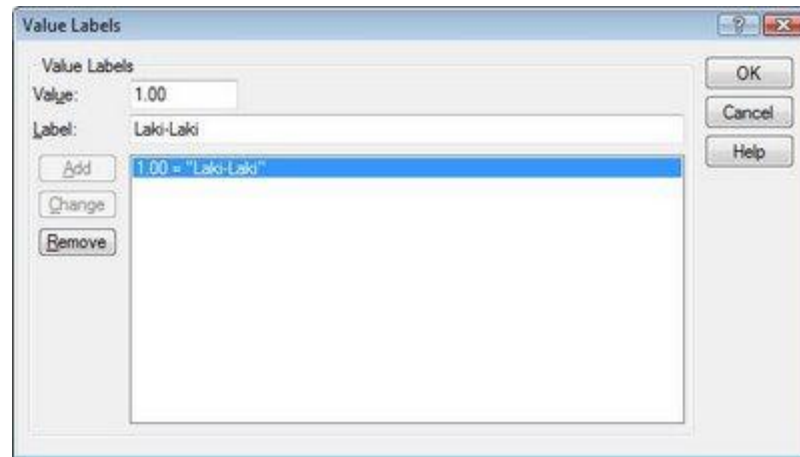 Value Labels
Value Labels
Value: 1.00
Label: Laki-Laki
Add
Change
Remove
1.00 = "Laki-Laki"
OK
Cancel
Help